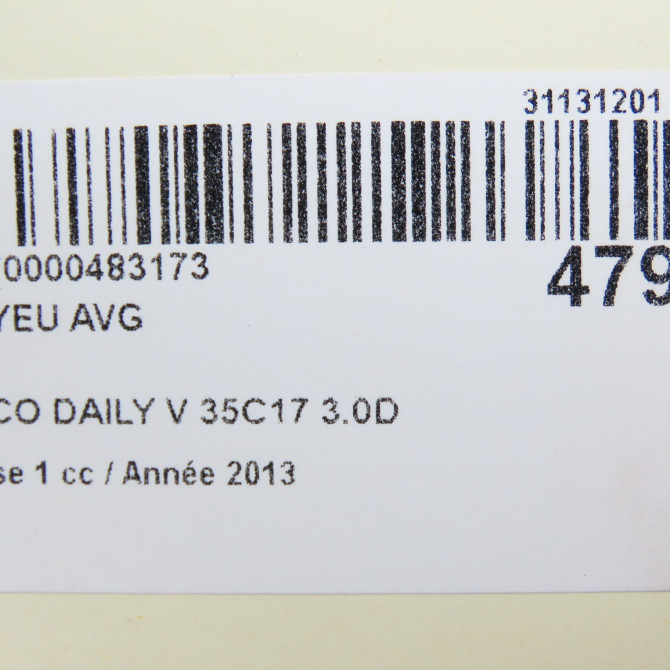 31131201
0000483173
479
YEU AVG
CO DAILY V 35C17 3.0D
se 1 cc / Année 2013